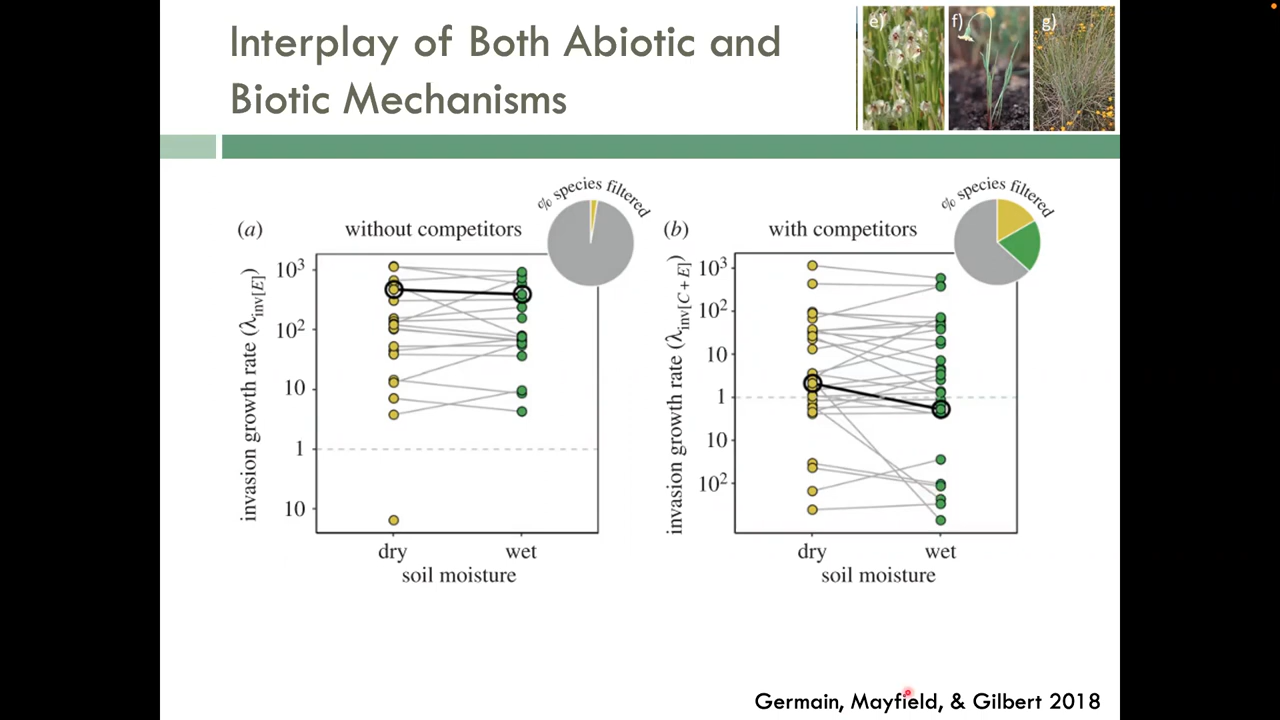 Interplay of Both Abiotic and
Biotic Mechanisms
e)
f)
g)
(a)
without competitors
% species filtered
invasion growth rate (λinv[E])
10³
10²
10
1
10
dry
wet
soil moisture
(b)
with competitors
% species filtered
invasion growth rate (λinv[C+E])
10³
10²
10
1
10
10²
dry
wet
soil moisture
Germain, Mayfield, & Gilbert 2018